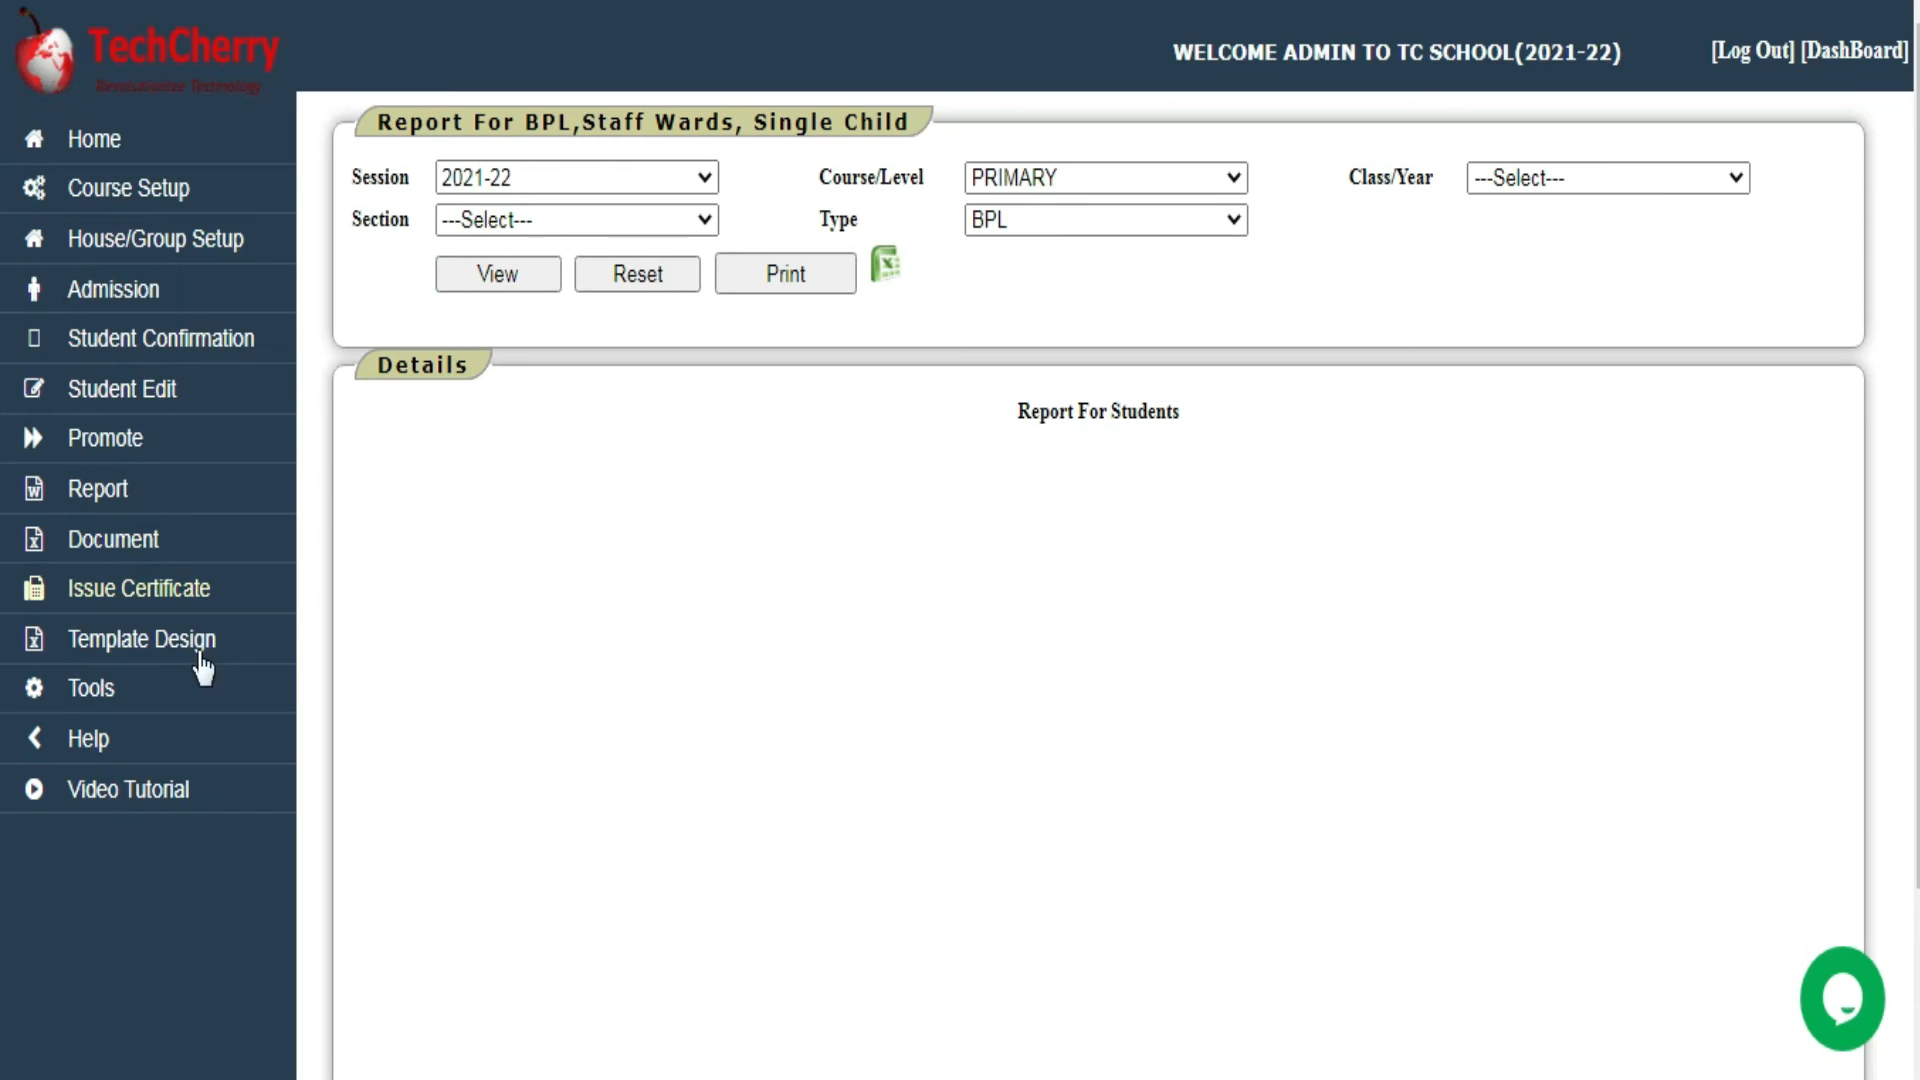 TechCherry
Revolutionize Technology
WELCOME ADMIN TO TC SCHOOL(2021-22)
[Log Out] [DashBoard]
Home
Course Setup
House/Group Setup
Admission
Student Confirmation
Student Edit
Promote
Report
Document
Issue Certificate
Template Design
Tools
Help
Video Tutorial
Report For BPL,Staff Wards, Single Child
Session 2021-22 Course/Level PRIMARY Class/Year ---Select---
Section ---Select--- Type BPL
View Reset Print
Details
Report For Students